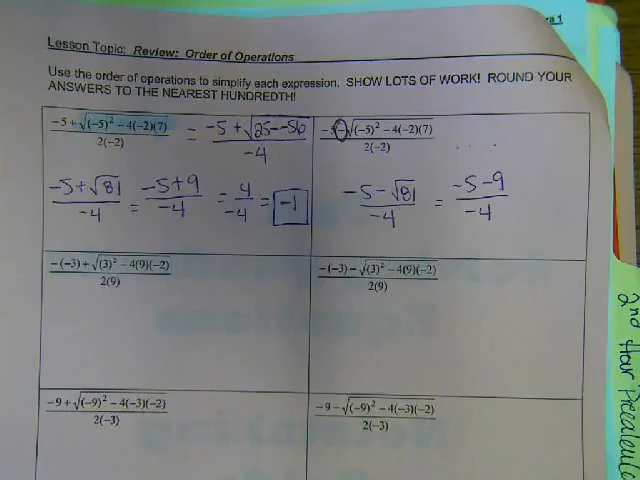 Lesson Topic: Review: Order of Operations
Use the order of operations to simplify each expression. SHOW LOTS OF WORK! ROUND YOUR
ANSWERS TO THE NEAREST HUNDREDTH!
(-5 + √((-5)² - 4(-2)(7))) / 2(-2) = (-5 + √(25--56)) / -4
(-5 + √81) / -4 = (-5 + 9) / -4 = 4 / -4 = -1
(-5 - √((-5)² - 4(-2)(7))) / 2(-2)
(-5 - √81) / -4 = (-5 - 9) / -4
(-(-3) + √((3)² - 4(9)(-2))) / 2(9)
(-(-3) - √((3)² - 4(9)(-2))) / 2(9)
(-9 + √((-9)² - 4(-3)(-2))) / 2(-3)
(-9 - √((-9)² - 4(-3)(-2))) / 2(-3)
2nd Hour Precalculus